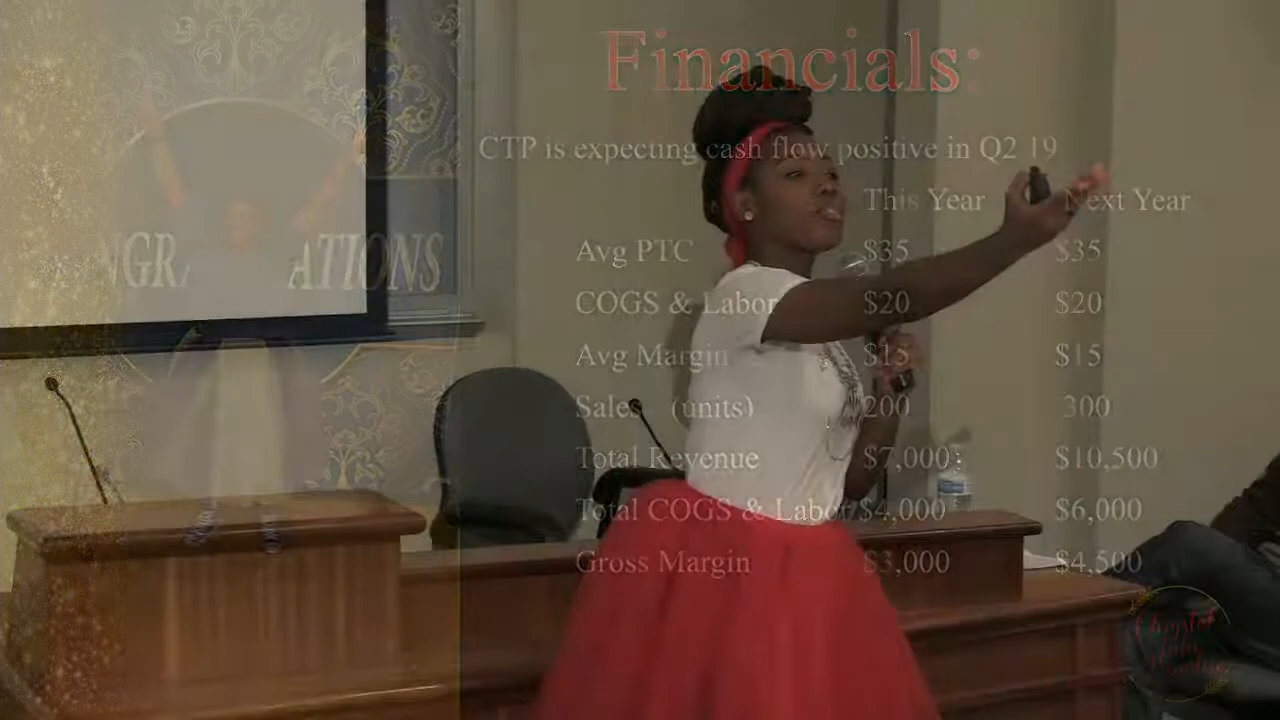 Financials:
CTP is expecting cash flow positive in Q2 19
This Year Next Year
Avg PTC $35 $35
COGS & Labor $20 $20
Avg Margin $15 $15
Sales (units) 200 300
Total Revenue $7,000 $10,500
Total COGS & Labor $4,000 $6,000
Gross Margin $3,000 $4,500